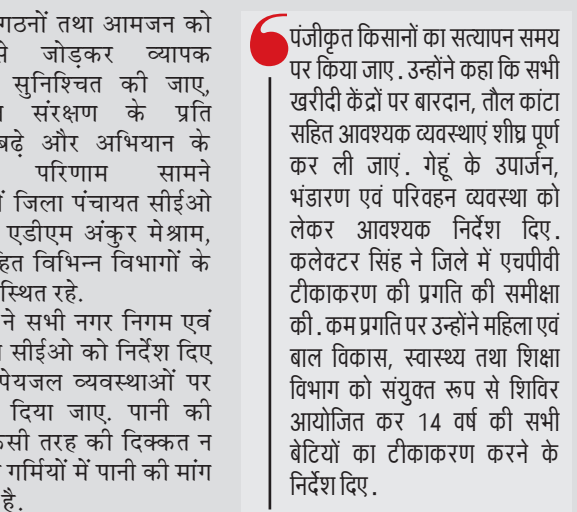 गठनों तथा आमजन को
से जोड़कर व्यापक
सुनिश्चित की जाए,
संरक्षण के प्रति
बढ़े और अभियान के
परिणाम सामने
जिला पंचायत सीईओ
एडीएम अंकुर मेश्राम,
हित विभिन्न विभागों के
स्थित रहे.
ने सभी नगर निगम एवं
सीईओ को निर्देश दिए
पेयजल व्यवस्थाओं पर
दिया जाए. पानी की
कसी तरह की दिक्कत न
गर्मियों में पानी की मांग
है.
पंजीकृत किसानों का सत्यापन समय
पर किया जाए. उन्होंने कहा कि सभी
खरीदी केंद्रों पर बारदान, तौल कांटा
सहित आवश्यक व्यवस्थाएं शीघ्र पूर्ण
कर ली जाएं. गेहूं के उपार्जन,
भंडारण एवं परिवहन व्यवस्था को
लेकर आवश्यक निर्देश दिए.
कलेक्टर सिंह ने जिले में एचपीवी
टीकाकरण की प्रगति की समीक्षा
की. कम प्रगति पर उन्होंने महिला एवं
बाल विकास, स्वास्थ्य तथा शिक्षा
विभाग को संयुक्त रूप से शिविर
आयोजित कर 14 वर्ष की सभी
बेटियों का टीकाकरण करने के
निर्देश दिए.